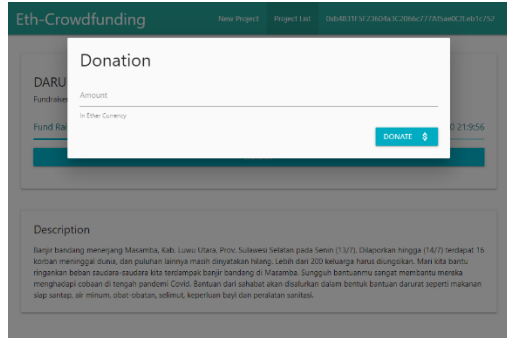 Eth-Crowdfunding
New Project Project List
Donation
DARU
Amount
Fundraiser
In Ether Currency
Fund Rai
21:9:56
DONATE $
Description
Banjir bandang menerjang Masamba, Kab. Luwu Utara, Prov. Sulawesi Selatan pada Senin (13/7). Dilaporkan hingga (14/7) terdapat 16
korban meninggal dunia, dan puluhan lainnya masih dinyatakan hilang. Lebih dari 200 keluarga harus diungsikan. Mari kita bantu
ringankan beban saudara-saudara kita terdampak banjir bandang di Masamba. Sungguh bantuanmu sangat membantu mereka
menghadapi cobaan di tengah pandemi Covid. Bantuan dari sahabat akan disalurkan dalam bentuk bantuan darurat seperti makanan
siap santap, air minum, obat-obatan, selimut, keperluan bayi dan peralatan sanitasi.